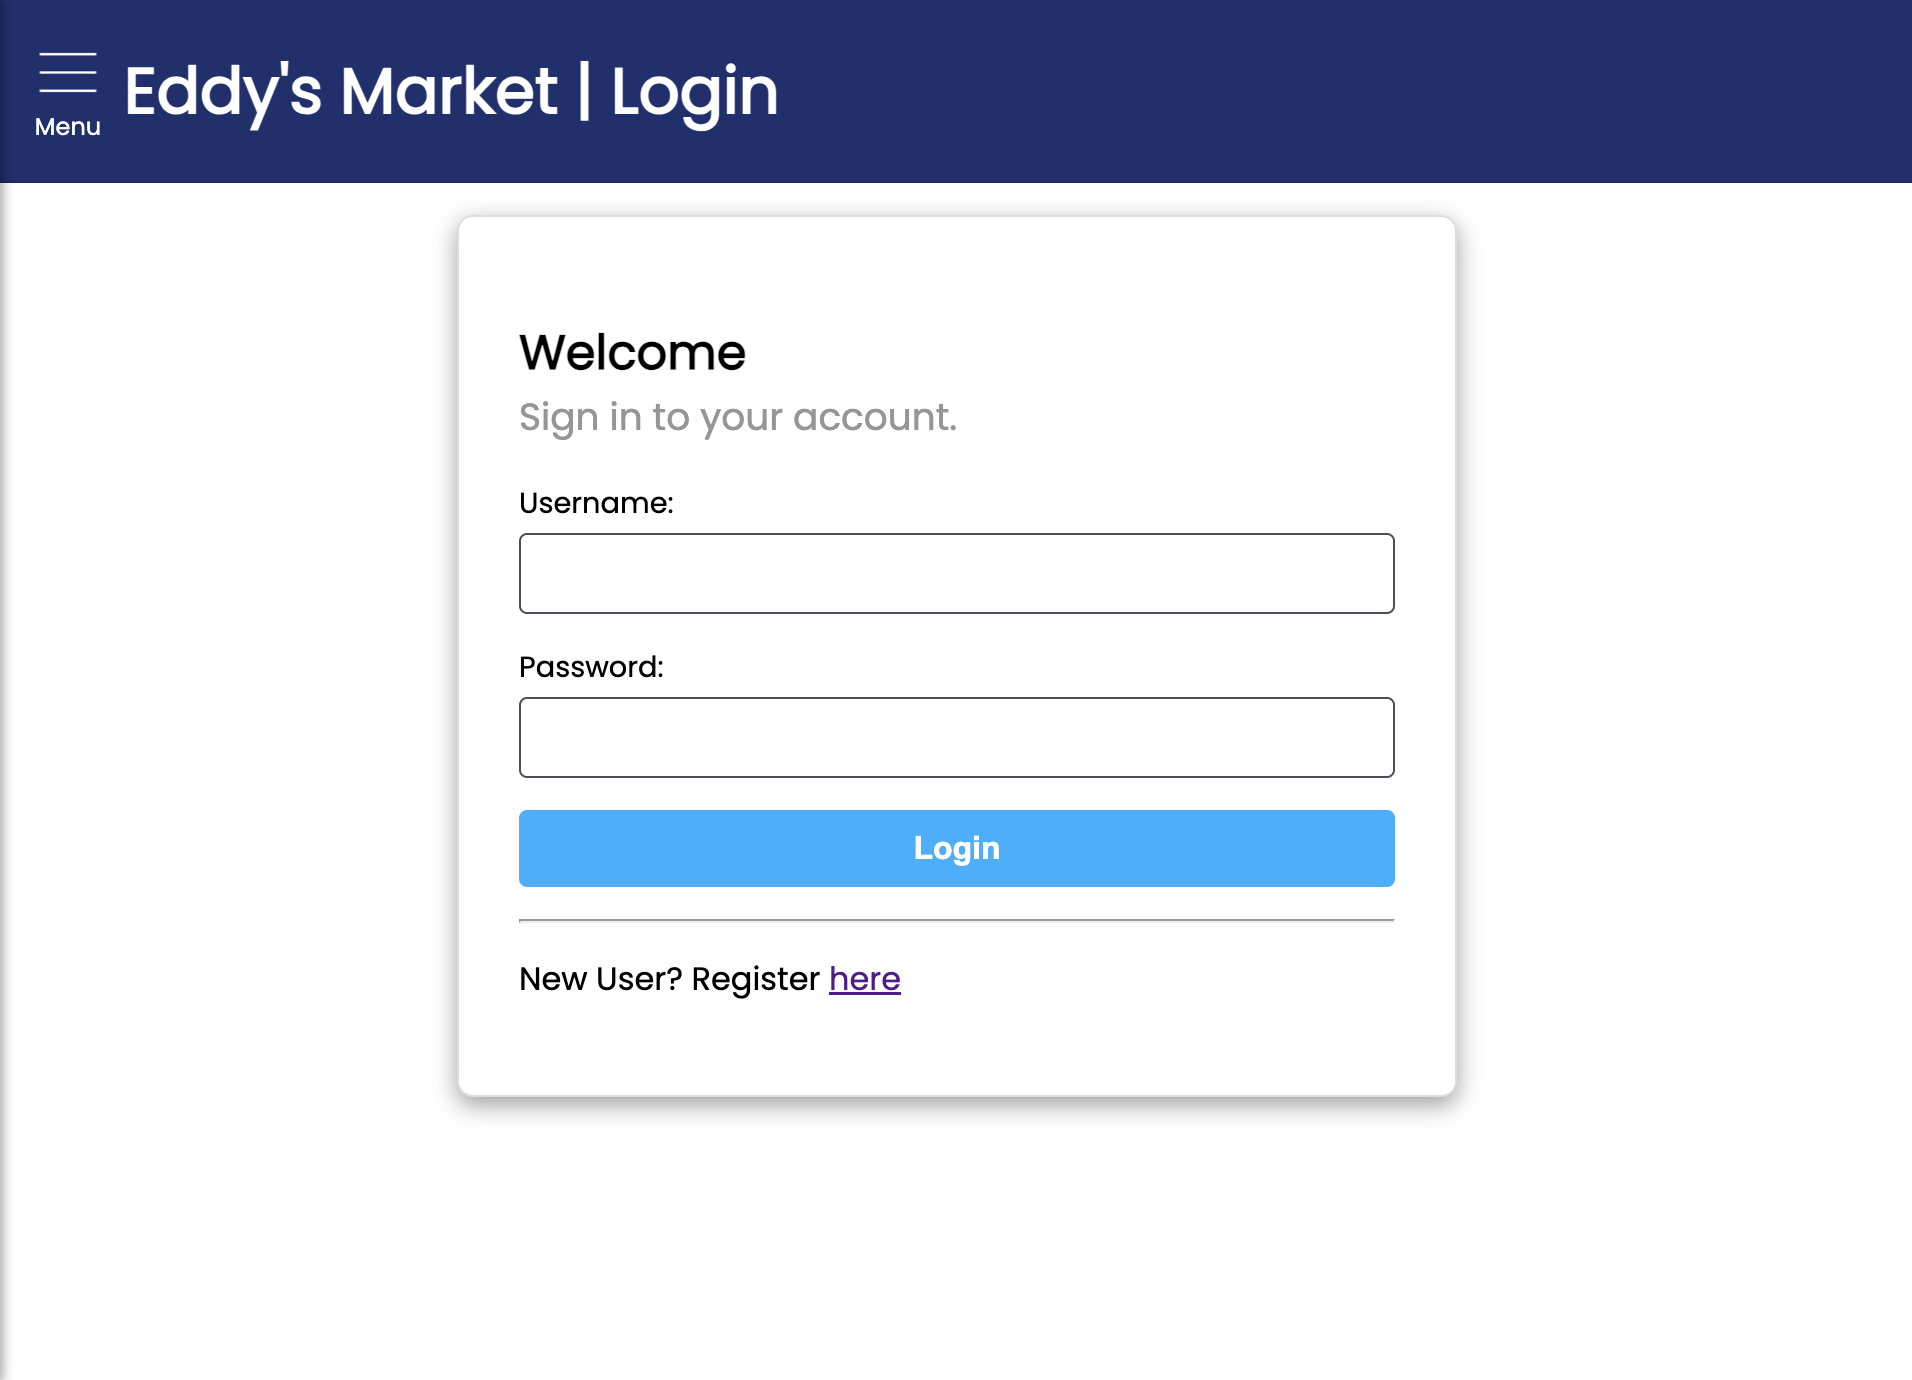 Menu
Eddy's Market | Login
Welcome
Sign in to your account.
Username:
Password:
Login
New User? Register here